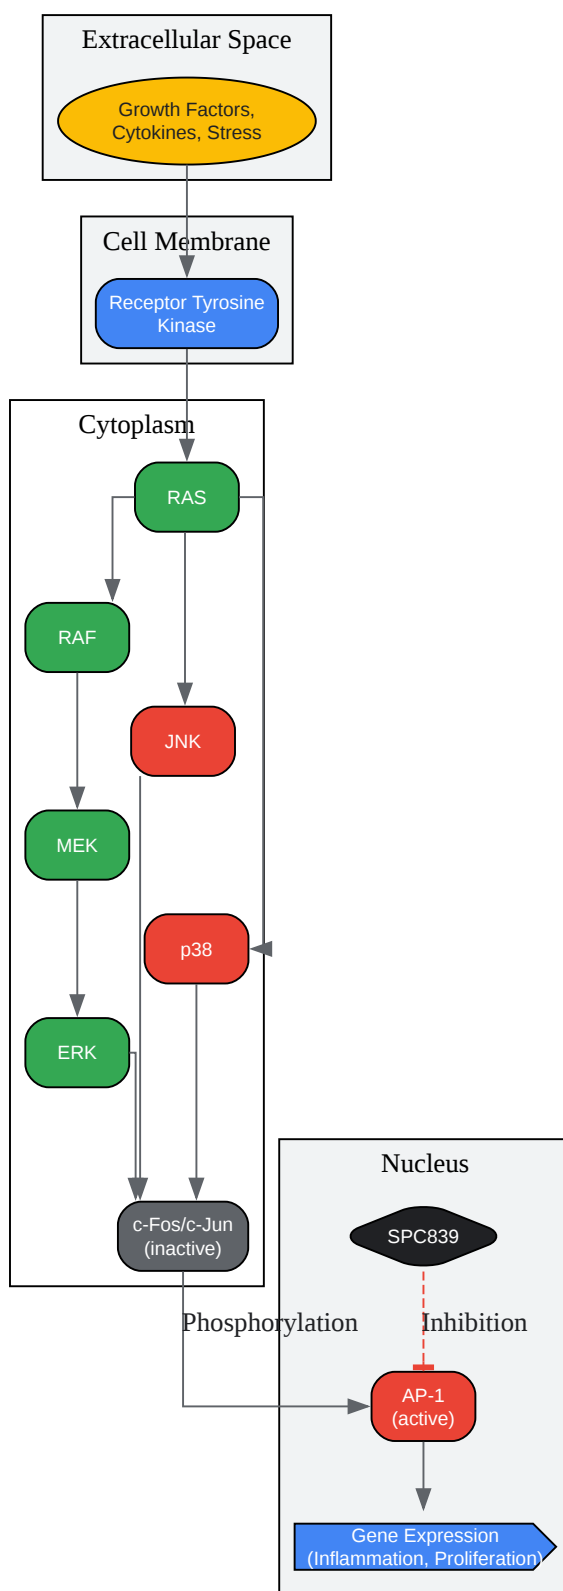 Extracellular Space
Growth Factors,
Cytokines, Stress
Cell Membrane
Receptor Tyrosine
Kinase
Cytoplasm
RAS
RAF
JNK
MEK
p38
ERK
c-Fos/c-Jun
(inactive)
Nucleus
SPC839
Phosphorylation
Inhibition
AP-1
(active)
Gene Expression
(Inflammation, Proliferation)